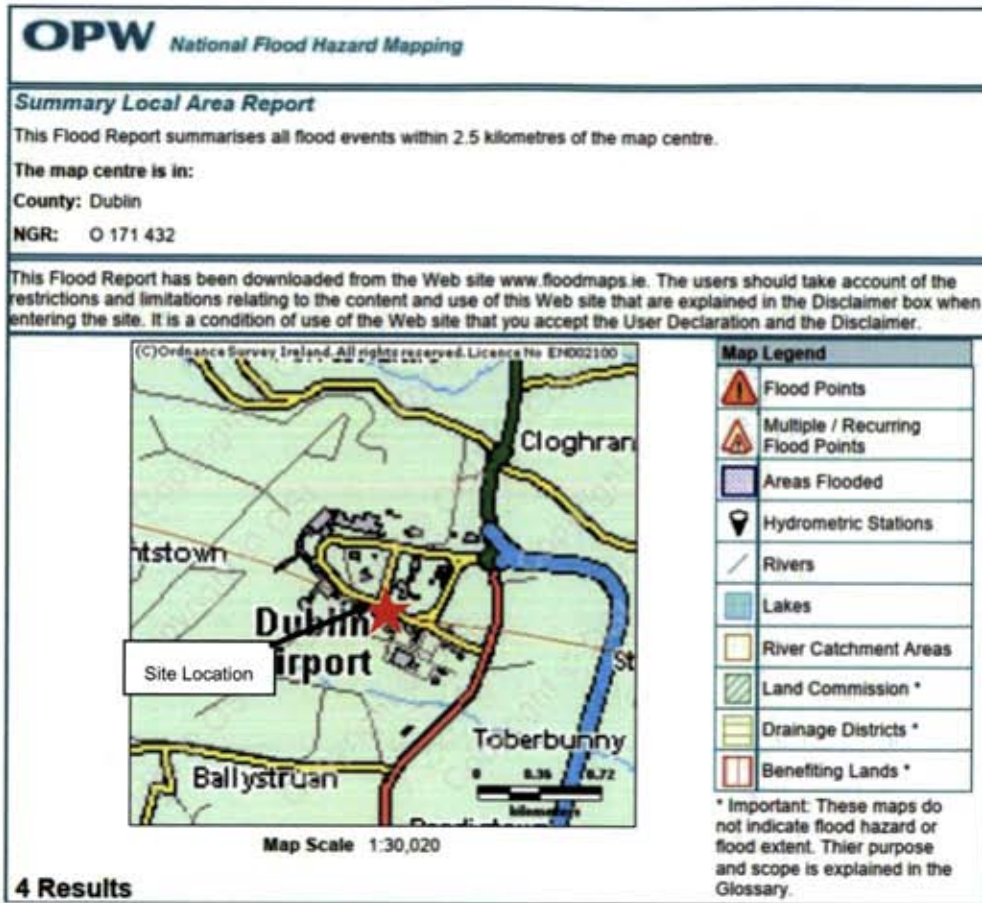 OPW National Flood Hazard Mapping
Summary Local Area Report
This Flood Report summarises all flood events within 2.5 kilometres of the map centre.
The map centre is in:
County: Dublin
NGR: O 171 432
This Flood Report has been downloaded from the Web site www.floodmaps.ie. The users should take account of the
restrictions and limitations relating to the content and use of this Web site that are explained in the Disclaimer box when
entering the site. It is a condition of use of the Web site that you accept the User Declaration and the Disclaimer.
(C)Ordnance Survey Ireland. All rights reserved. Licence No EN002100
Cloghran
ntstown
Dublin
irport
Site Location
St
Toberbunny
Ballystruan
0 0.36 0.72
kilometers
Map Scale 1:30,020
4 Results
Map Legend
Flood Points
Multiple / Recurring
Flood Points
Areas Flooded
Hydrometric Stations
Rivers
Lakes
River Catchment Areas
Land Commission *
Drainage Districts *
Benefiting Lands *
* Important: These maps do
not indicate flood hazard or
flood extent. Thier purpose
and scope is explained in the
Glossary.